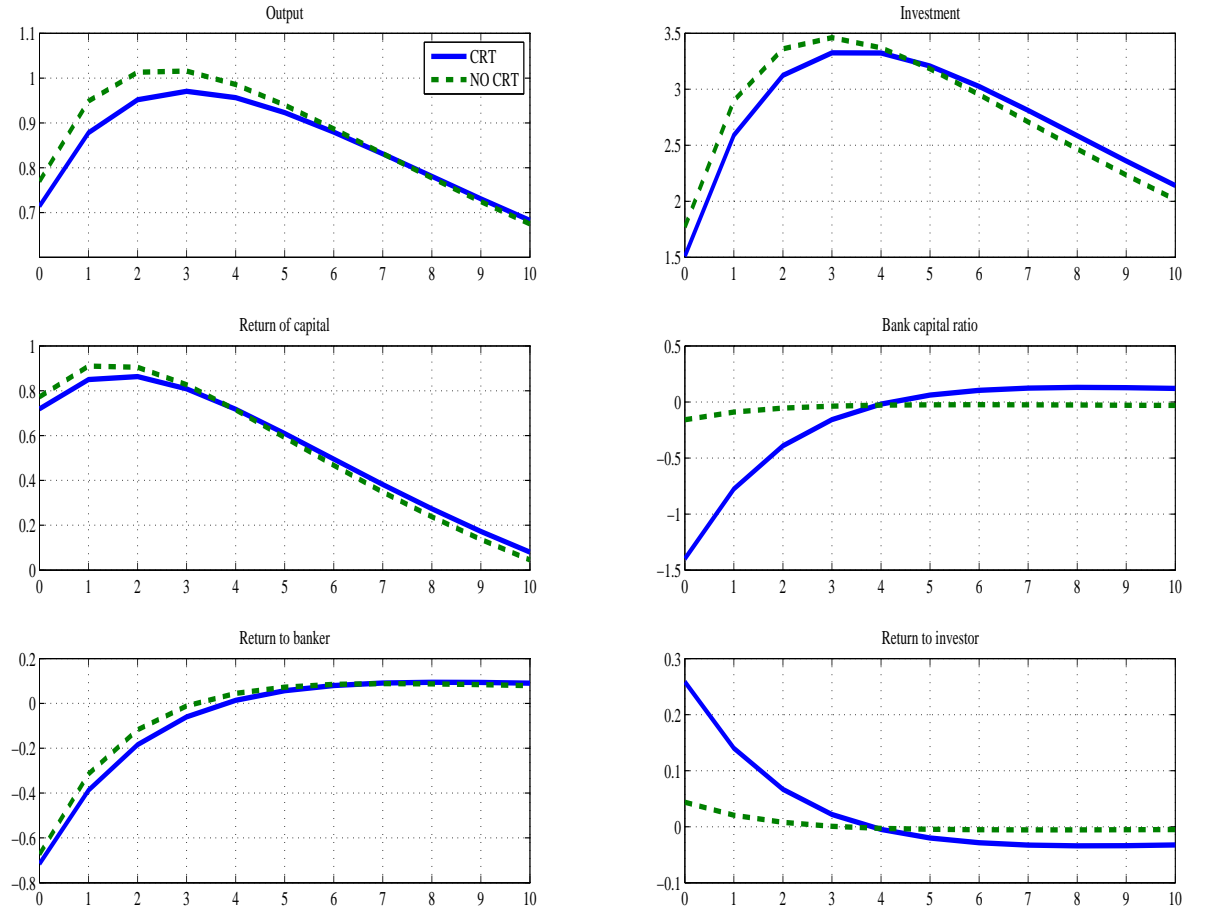 Output
1.1
1
0.9
0.8
0.7
0 1 2 3 4 5 6 7 8 9 10
CRT
NO CRT
Investment
3.5
3
2.5
2
1.5
0 1 2 3 4 5 6 7 8 9 10
Return of capital
1
0.8
0.6
0.4
0.2
0
0 1 2 3 4 5 6 7 8 9 10
Bank capital ratio
0.5
0
−0.5
−1
−1.5
0 1 2 3 4 5 6 7 8 9 10
Return to banker
0.2
0
−0.2
−0.4
−0.6
−0.8
0 1 2 3 4 5 6 7 8 9 10
Return to investor
0.3
0.2
0.1
0
−0.1
0 1 2 3 4 5 6 7 8 9 10